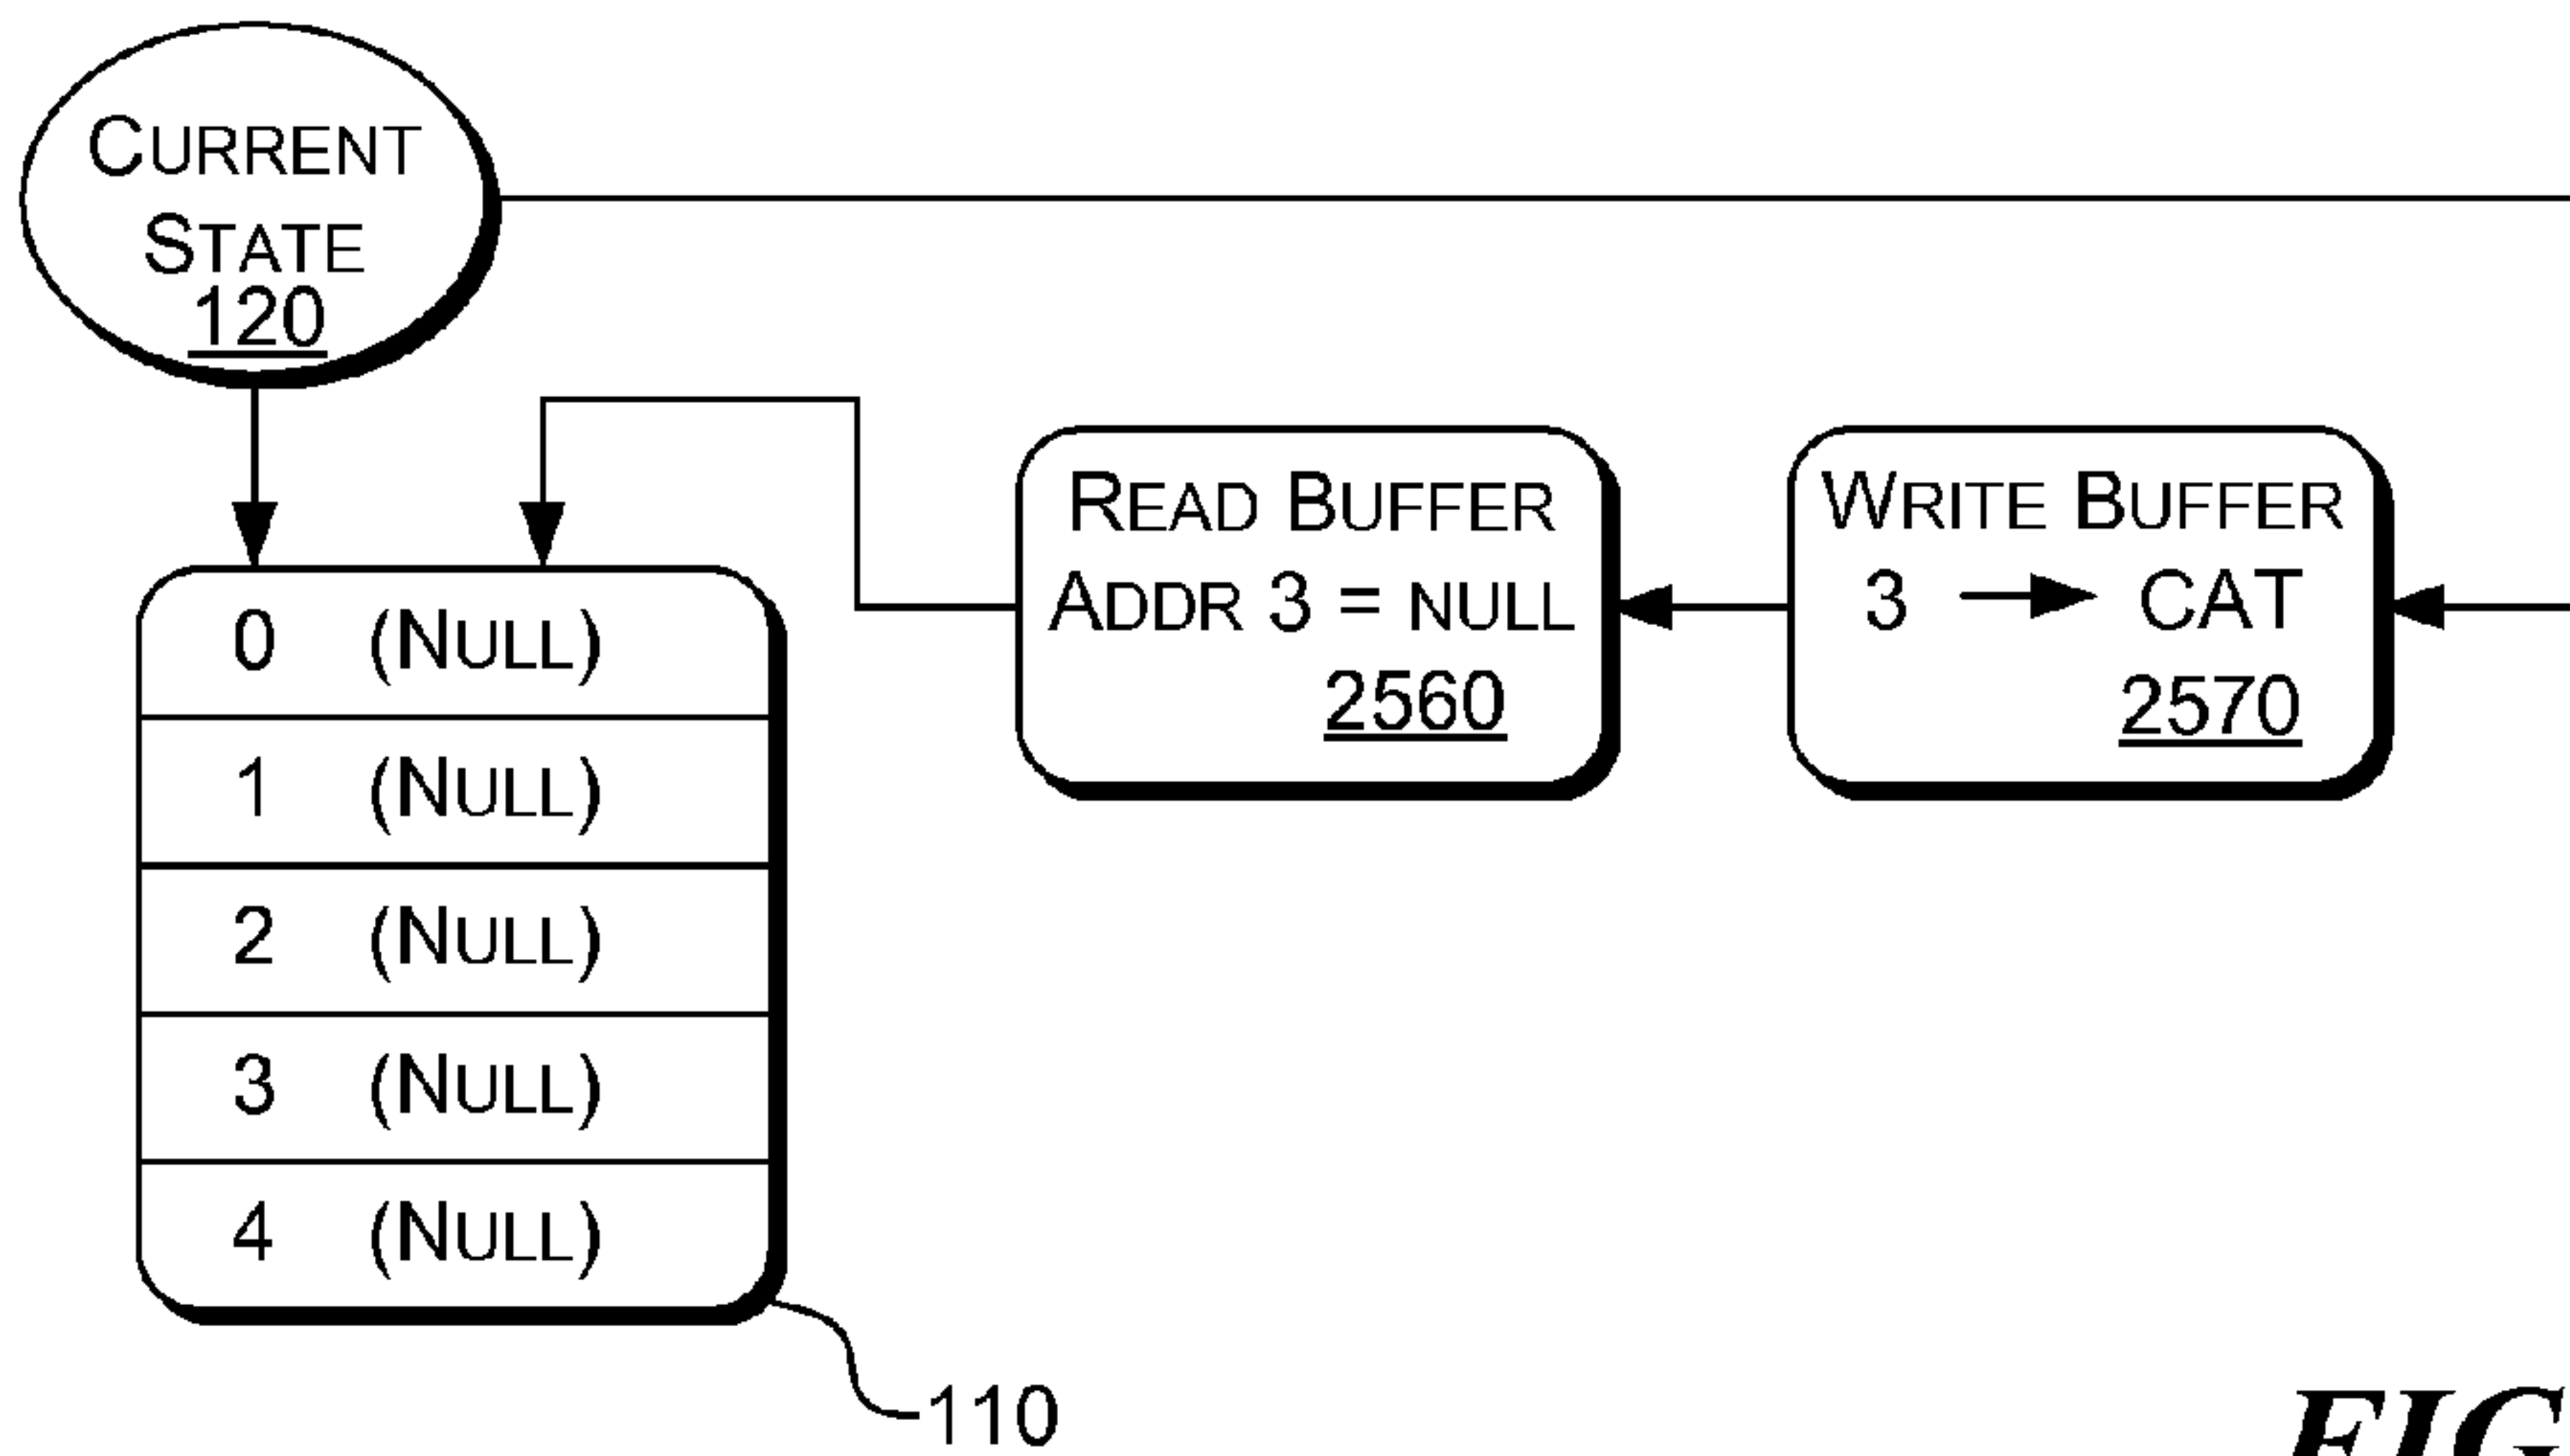 CURRENT
STATE
120
READ BUFFER
ADDR 3 = NULL
2560
WRITE BUFFER
3 → CAT
2570
0 (NULL)
1 (NULL)
2 (NULL)
3 (NULL)
4 (NULL)
110
FIG